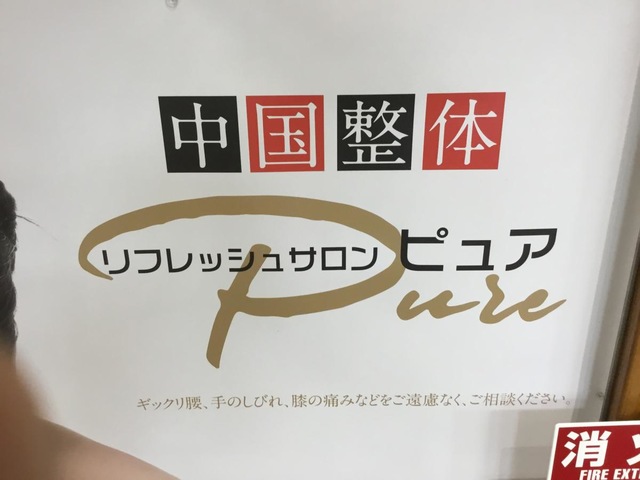 中国整体
リフレッシュサロン ピュア
Pure
ギックリ腰、手のしびれ、膝の痛みなどをご遠慮なく、ご相談ください。
消
FIRE EXT